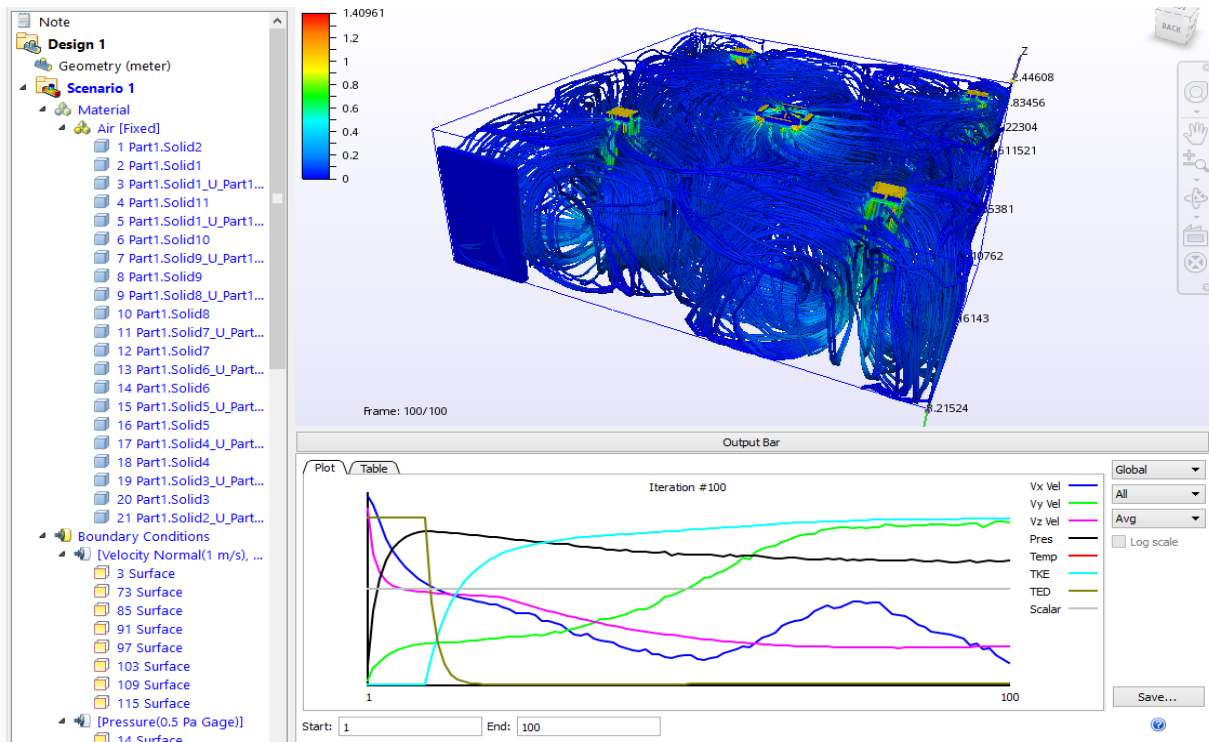 Note
Design 1
Geometry (meter)
Scenario 1
Material
Air [Fixed]
1 Part1.Solid2
2 Part1.Solid1
3 Part1.Solid1_U_Part1...
4 Part1.Solid11
5 Part1.Solid1_U_Part1...
6 Part1.Solid10
7 Part1.Solid9_U_Part1...
8 Part1.Solid9
9 Part1.Solid8_U_Part1...
10 Part1.Solid8
11 Part1.Solid7_U_Part...
12 Part1.Solid7
13 Part1.Solid6_U_Part...
14 Part1.Solid6
15 Part1.Solid5_U_Part...
16 Part1.Solid5
17 Part1.Solid4_U_Part...
18 Part1.Solid4
19 Part1.Solid3_U_Part...
20 Part1.Solid3
21 Part1.Solid2_U_Part...
Boundary Conditions
[Velocity Normal(1 m/s), ...
3 Surface
73 Surface
85 Surface
91 Surface
97 Surface
103 Surface
109 Surface
115 Surface
[Pressure(0.5 Pa Gage)]
14 Surface
1.40961
1.2
1
0.8
0.6
0.4
0.2
0
BACK
Z
2.44608
.83456
.22304
.611521
.10762
.16143
8.21524
Frame: 100/100
Output Bar
Plot
Table
Iteration #100
Vx Vel
Vy Vel
Vz Vel
Pres
Temp
TKE
TED
Scalar
1
100
Global
All
Avg
Log scale
Save...
Start: 1
End: 100